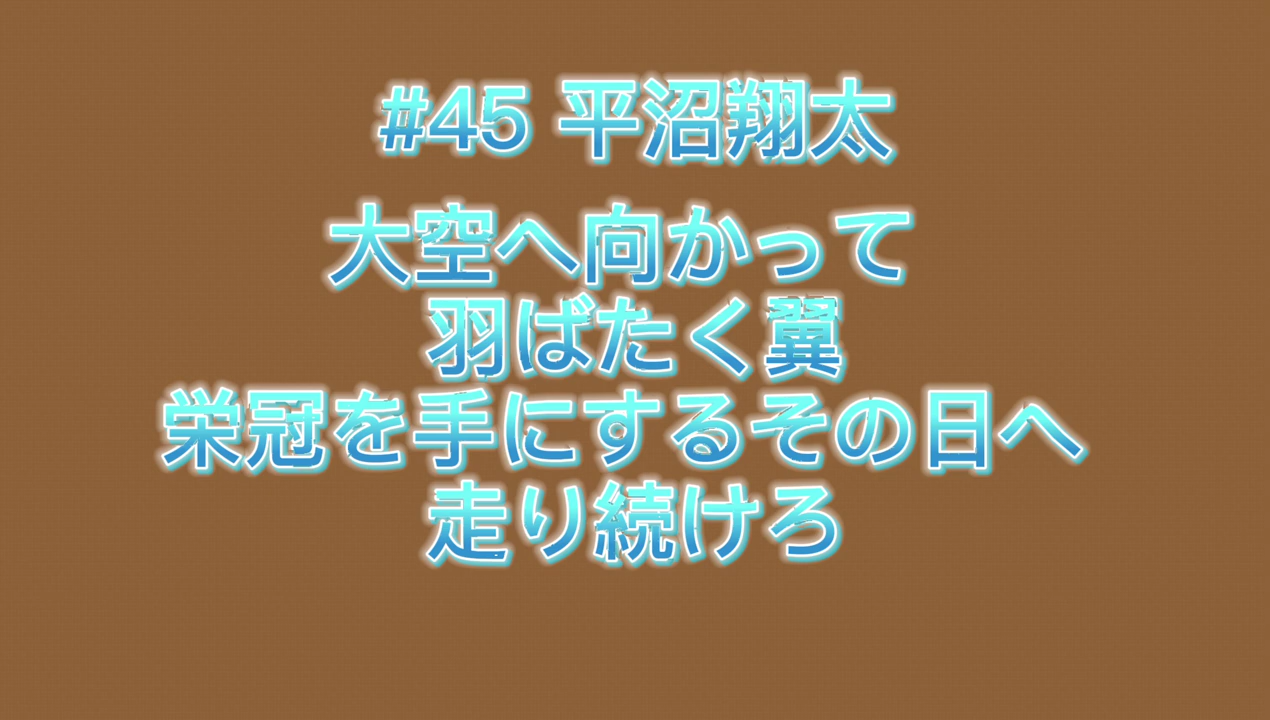 #45 平沼翔太
大空へ向かって
羽ばたく翼
栄冠を手にするその日へ
走り続けろ